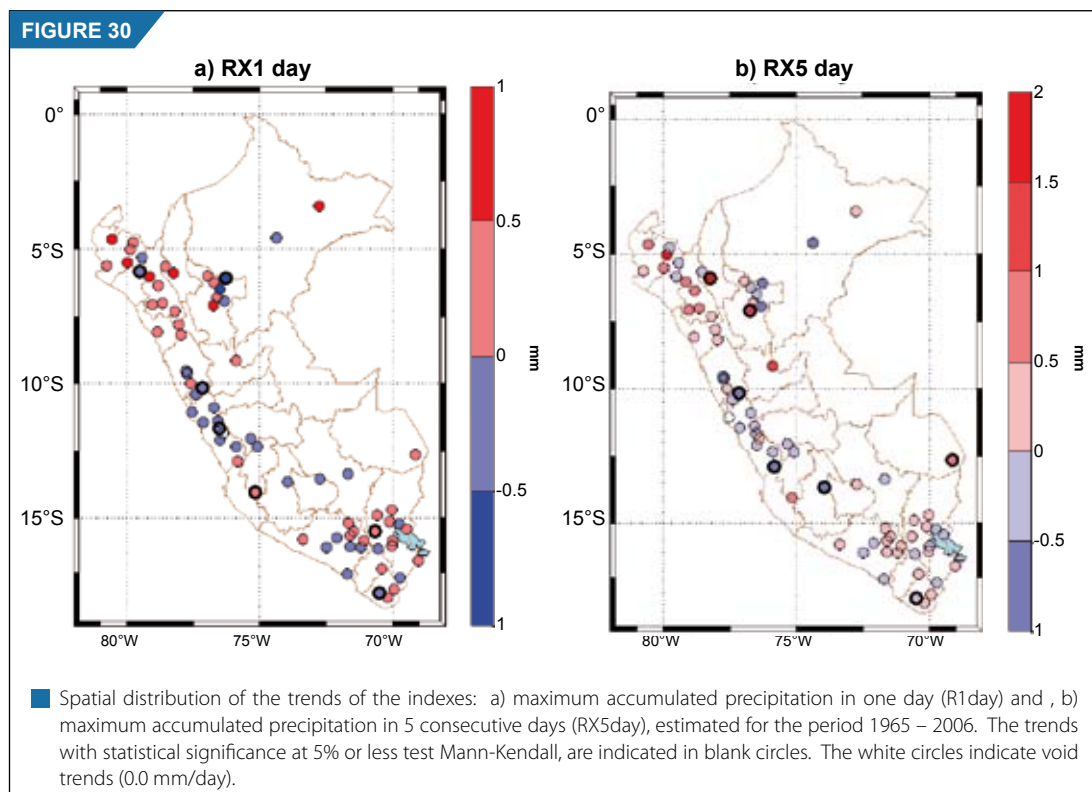 FIGURE 30
a) RX1 day
b) RX5 day
0°
5°S
10°S
15°S
80°W
75°W
70°W
1
0.5
0
-0.5
1
mm
0°
5°S
10°S
15°S
80°W
75°W
70°W
2
1.5
1
0.5
0
-0.5
1
mm
Spatial distribution of the trends of the indexes: a) maximum accumulated precipitation in one day (R1day) and , b)
maximum accumulated precipitation in 5 consecutive days (RX5day), estimated for the period 1965 – 2006. The trends
with statistical significance at 5% or less test Mann-Kendall, are indicated in blank circles. The white circles indicate void
trends (0.0 mm/day).